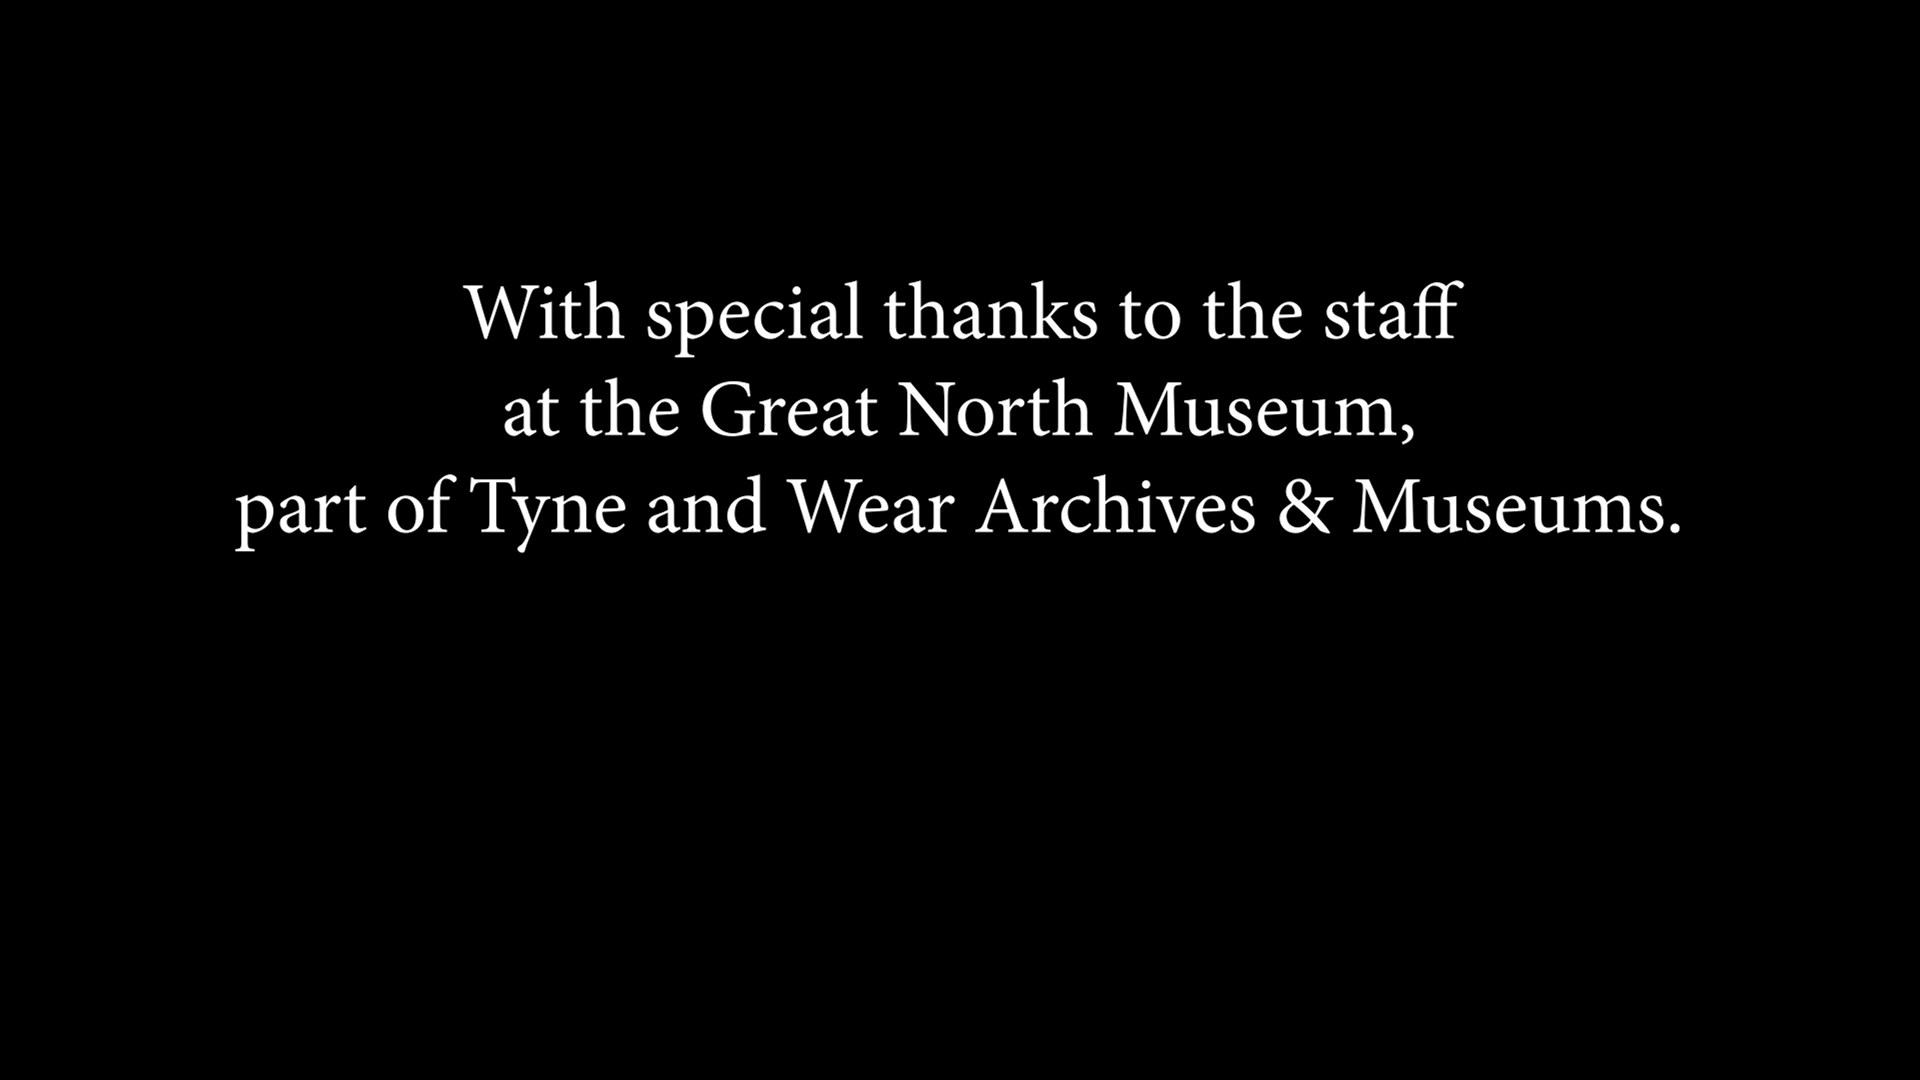 With special thanks to the staff
at the Great North Museum,
part of Tyne and Wear Archives & Museums.